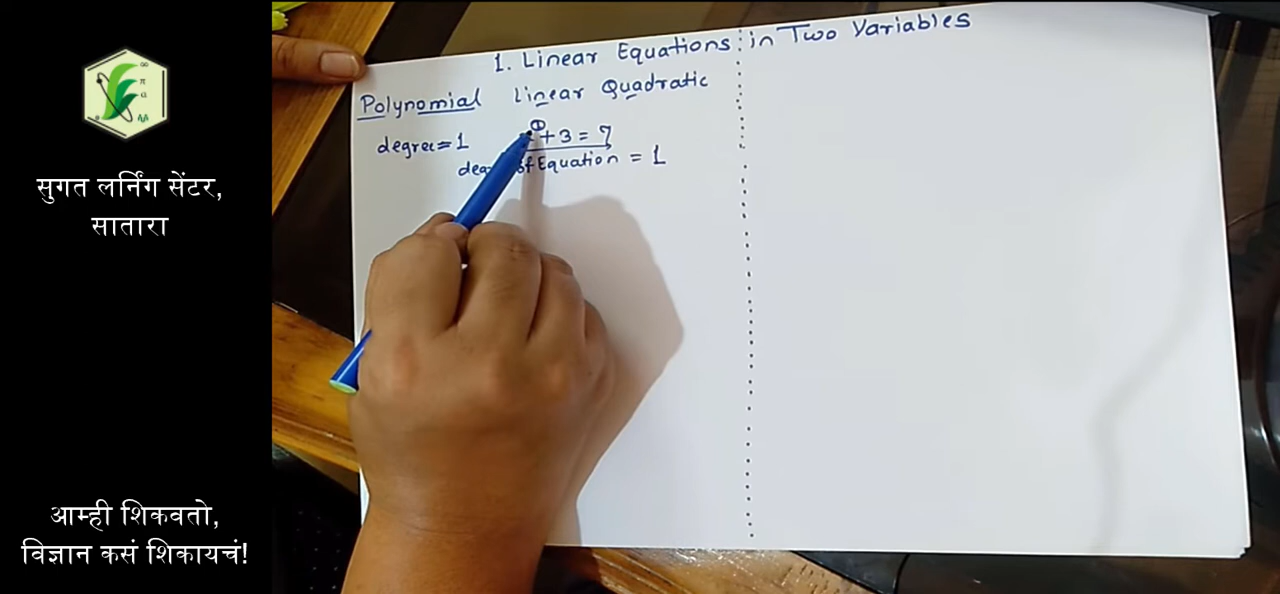 सुगत लर्निंग सेंटर,
सातारा
आम्ही शिकवतो,
विज्ञान कसं शिकायचं!
1. Linear Equations in Two Variables
Polynomial Linear Quadratic
degree = 1
+ 3 = 7
of Equation = 1